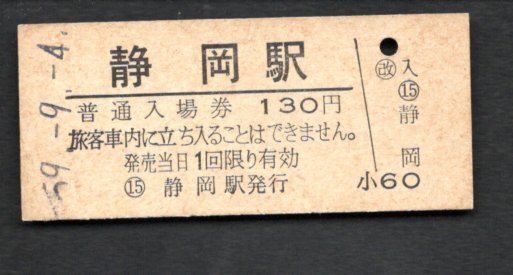 静岡駅
普通入場券 130円
旅客車内に立ち入ることはできません。
発売当日1回限り有効
⑮ 静岡駅発行
59-9-4.
㋐入
⑮
静
岡
小60